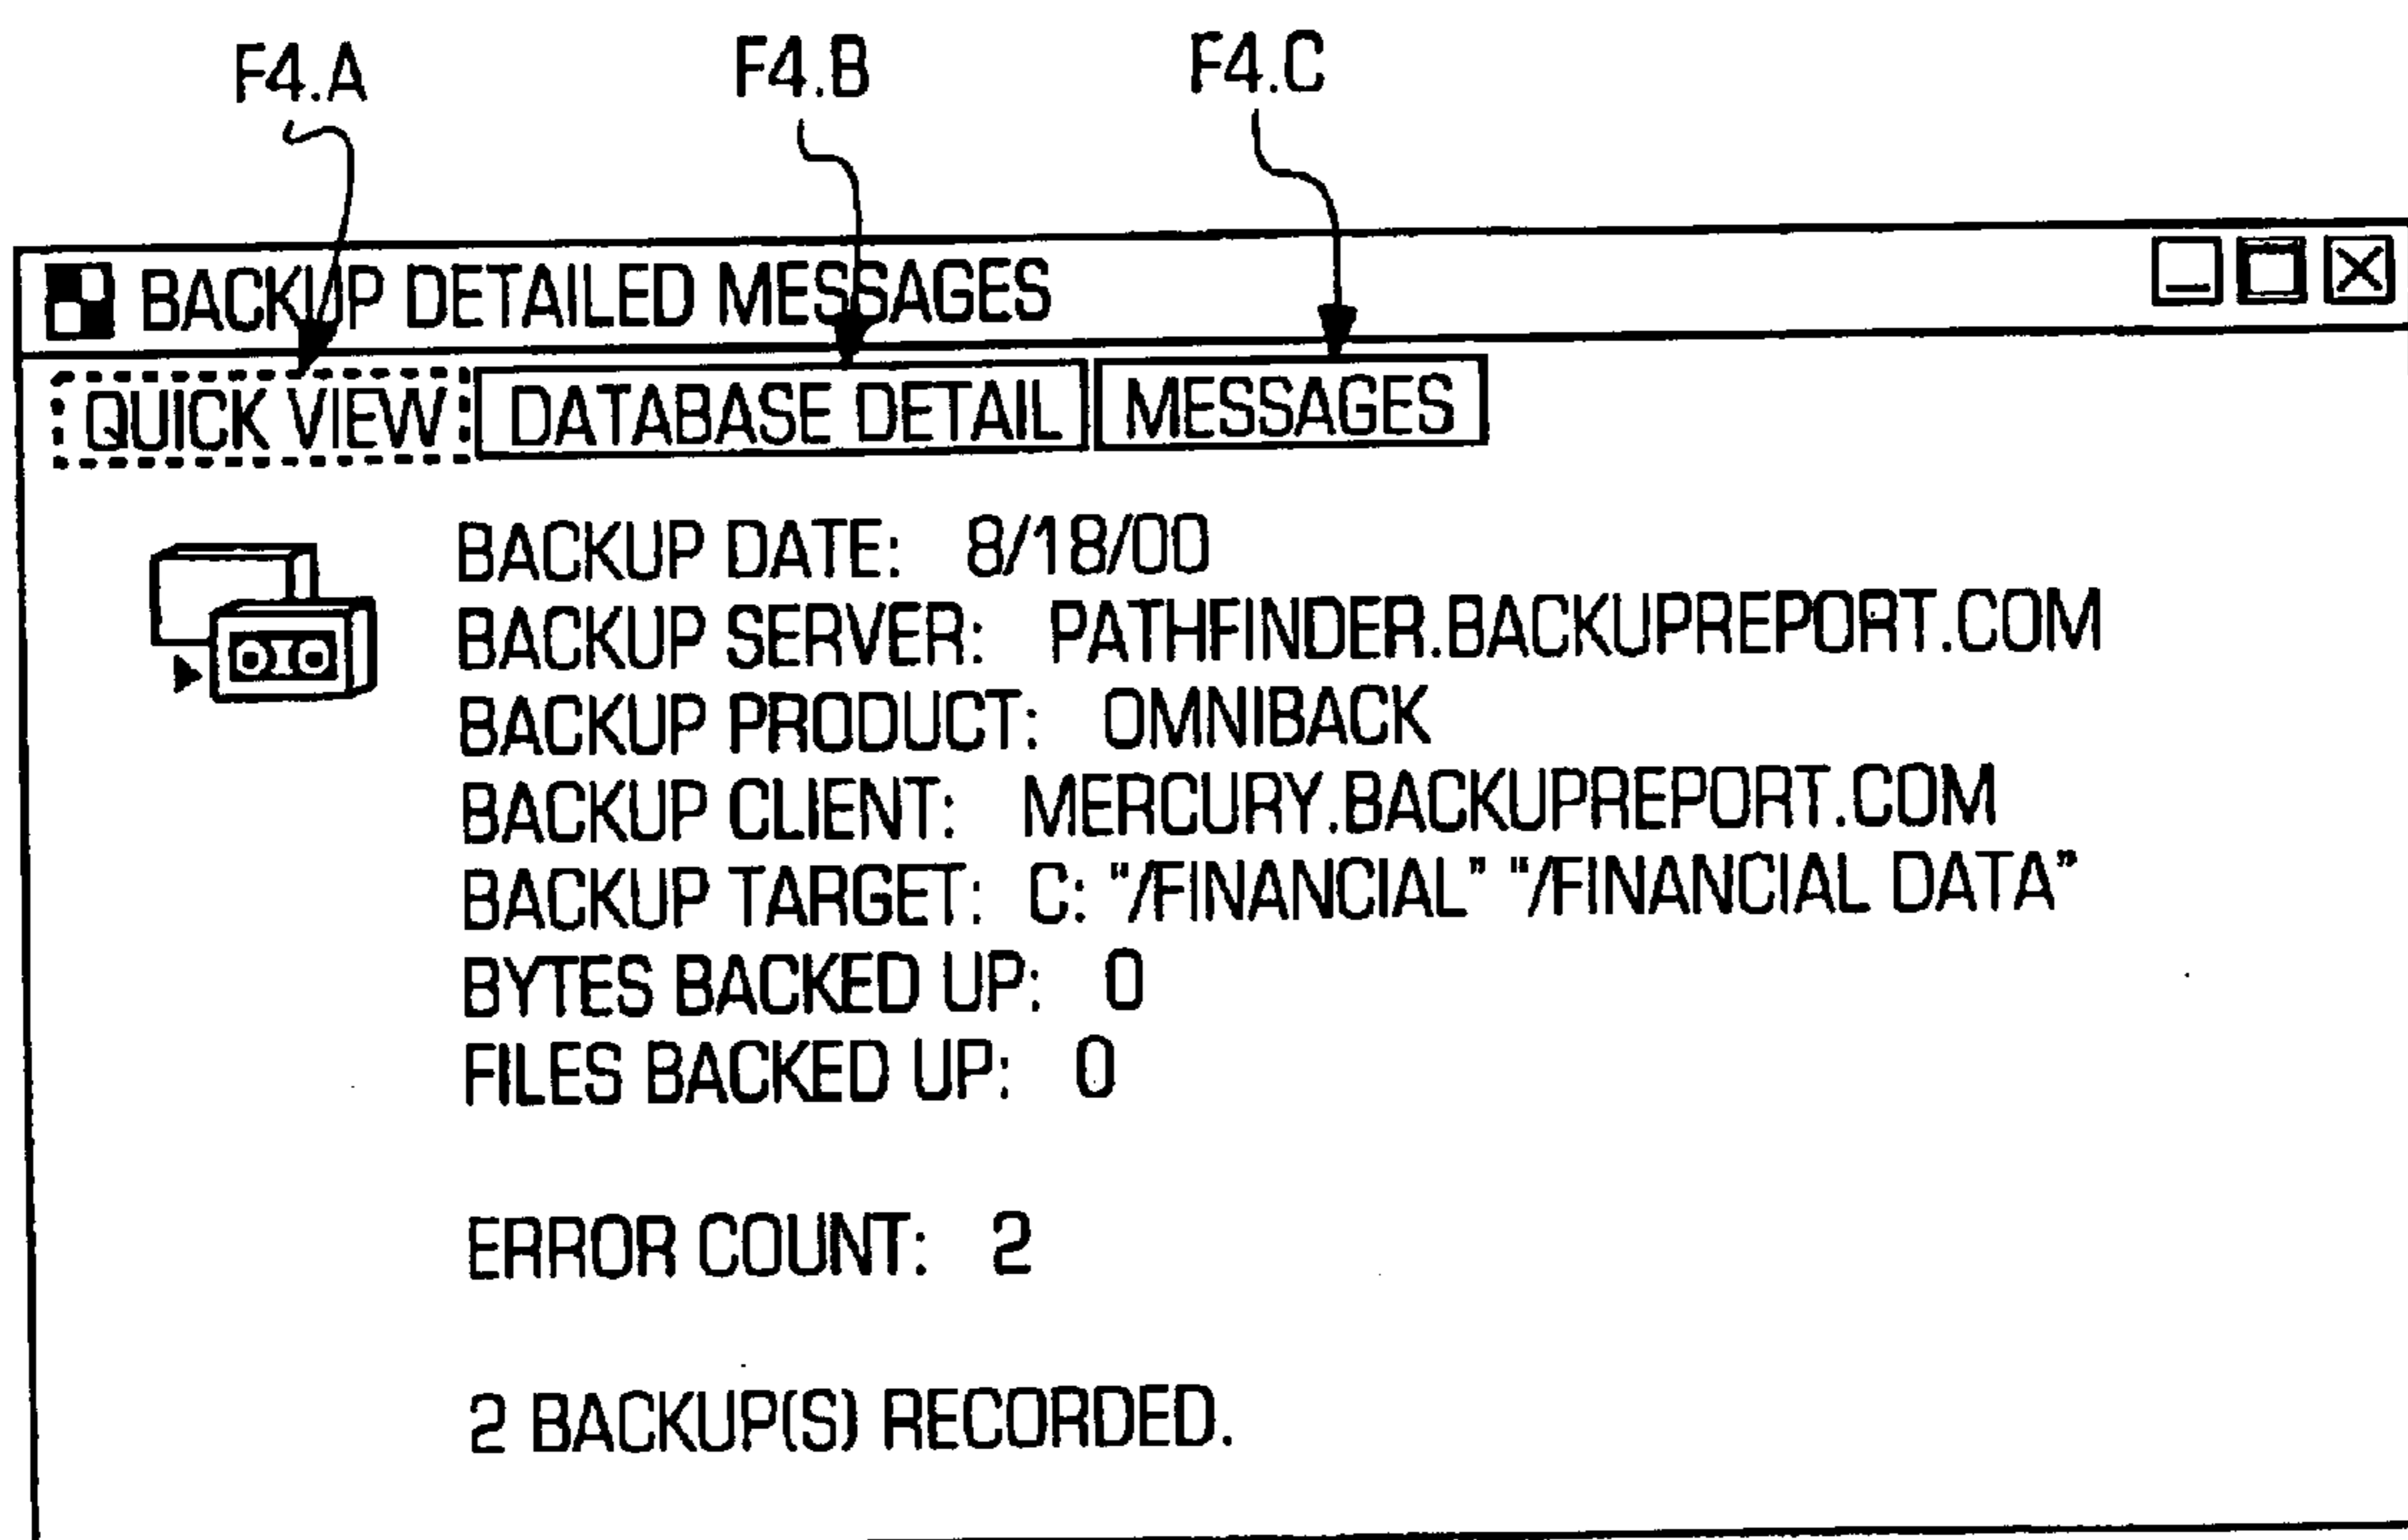 F4.A F4.B F4.C
BACKUP DETAILED MESSAGES
QUICK VIEW DATABASE DETAIL MESSAGES
BACKUP DATE: 8/18/00
BACKUP SERVER: PATHFINDER.BACKUPREPORT.COM
BACKUP PRODUCT: OMNIBACK
BACKUP CLIENT: MERCURY.BACKUPREPORT.COM
BACKUP TARGET: C: "/FINANCIAL" "/FINANCIAL DATA"
BYTES BACKED UP: 0
FILES BACKED UP: 0
ERROR COUNT: 2
2 BACKUP(S) RECORDED.